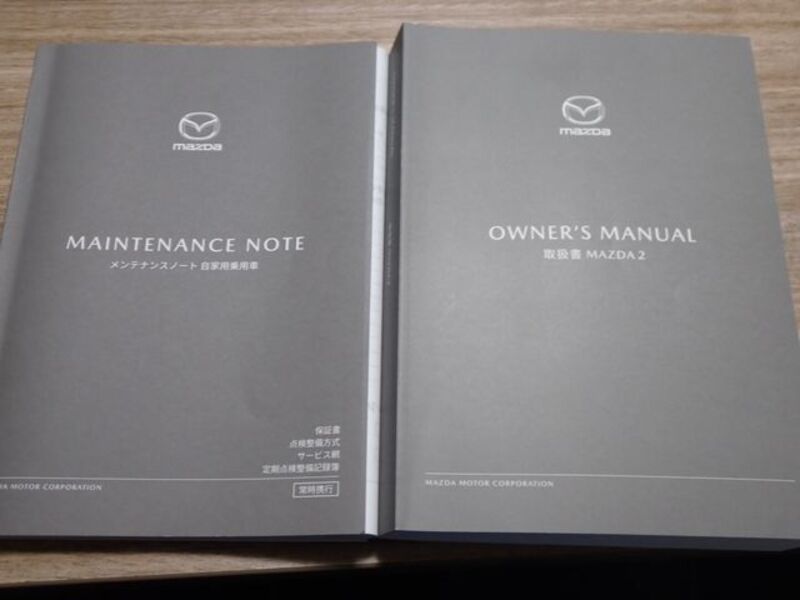 mazda
MAINTENANCE NOTE
メンテナンスノート 自家用乗用車
保証書
点検整備方式
サービス網
定期点検整備記録簿
MOTOR CORPORATION
常時携行
mazda
OWNER'S MANUAL
取扱書 MAZDA 2
MAZDA MOTOR CORPORATION